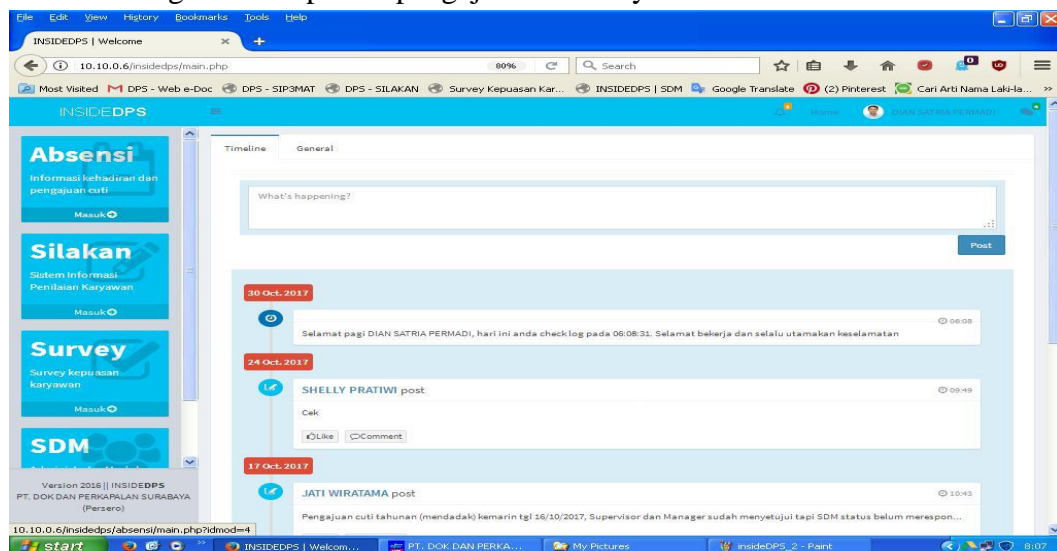 File Edit View History Bookmarks Tools Help
INSIDEDPS | Welcome
10.10.0.6/insidedps/main.php 80% Search
Most Visited DPS - Web e-Doc DPS - SIP3MAT DPS - SILAKAN Survey Kepuasan Kar... INSIDEDPS | SDM Google Translate (2) Pinterest Cari Arti Nama Laki-la...
INSIDEDPS Home DIAN SATRIA PERMADI
Absensi
Informasi kehadiran dan
pengajuan cuti
Masuk
Silakan
Sistem Informasi
Penilaian Karyawan
Masuk
Survey
Survey kepuasan
karyawan
Masuk
SDM
Version 2016 || INSIDEDPS
PT. DOK DAN PERKAPALAN SURABAYA
(Persero)
Timeline General
What's happening?
Post
30 Oct. 2017
06:08
Selamat pagi DIAN SATRIA PERMADI, hari ini anda checklog pada 06:08:31. Selamat bekerja dan selalu utamakan keselamatan
24 Oct. 2017
SHELLY PRATIWI post 09:49
Cek
Like Comment
17 Oct. 2017
JATI WIRATAMA post 10:43
Pengajuan cuti tahunan (mendadak) kemarin tgl 16/10/2017, Supervisor dan Manager sudah menyetujui tapi SDM status belum merespon...
10.10.0.6/insidedps/absensi/main.php?idmod=4
start INSIDEDPS | Welcom... PT. DOK DAN PERKA... My Pictures insideDPS_2 - Paint 8:07